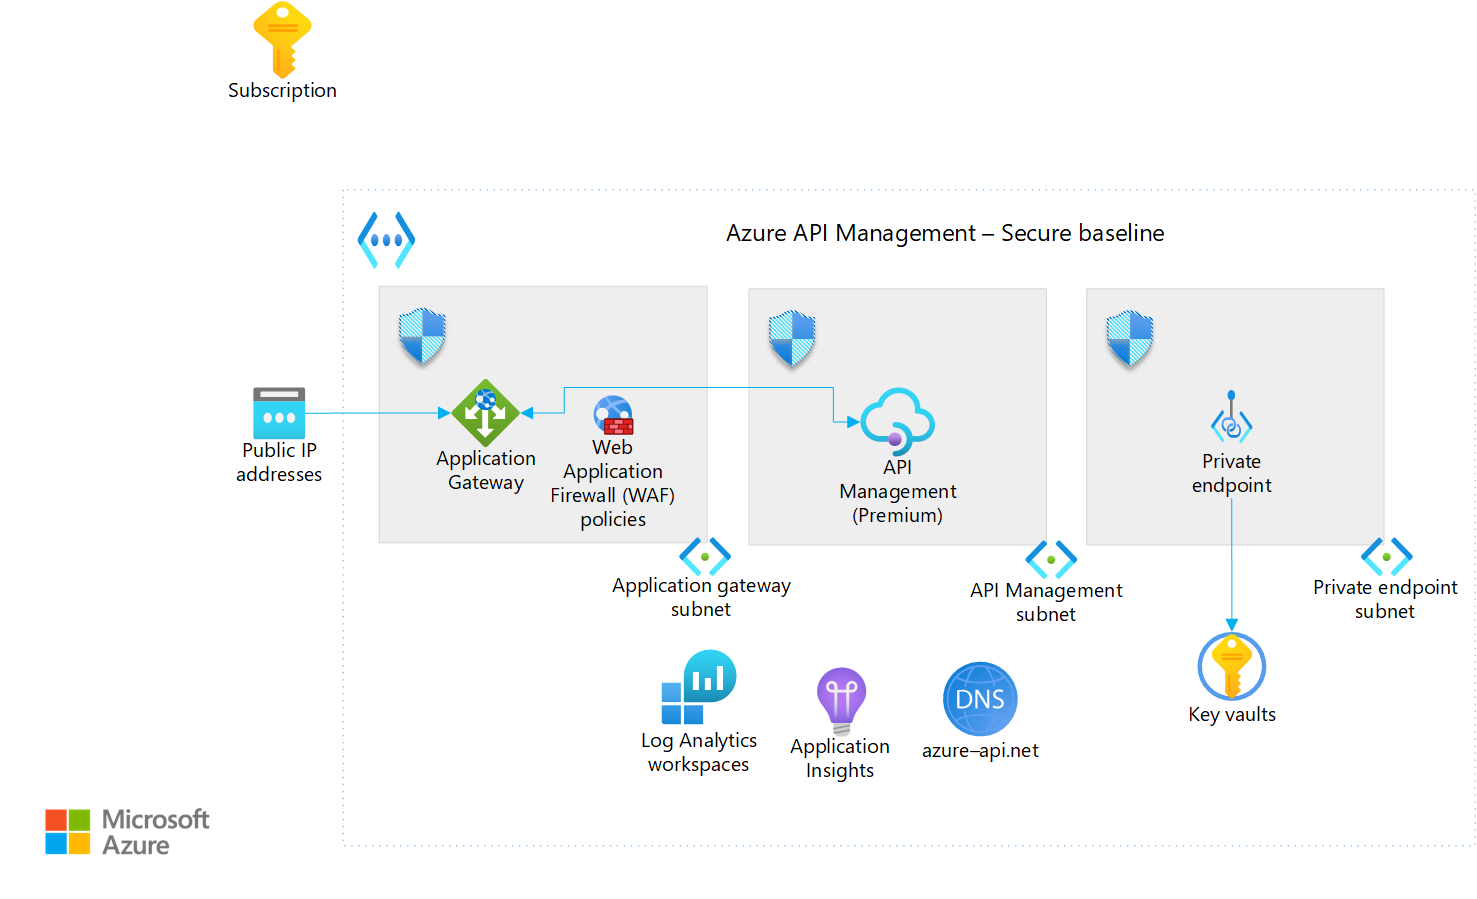 Subscription
Azure API Management – Secure baseline
Public IP
addresses
Application
Gateway
Web
Application
Firewall (WAF)
policies
API
Management
(Premium)
Private
endpoint
Application gateway
subnet
API Management
subnet
Private endpoint
subnet
Log Analytics
workspaces
Application
Insights
DNS
azure–api.net
Key vaults
Microsoft
Azure